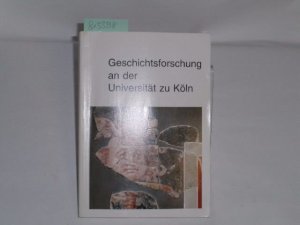 Geschichtsforschung
an der
Universität zu Köln